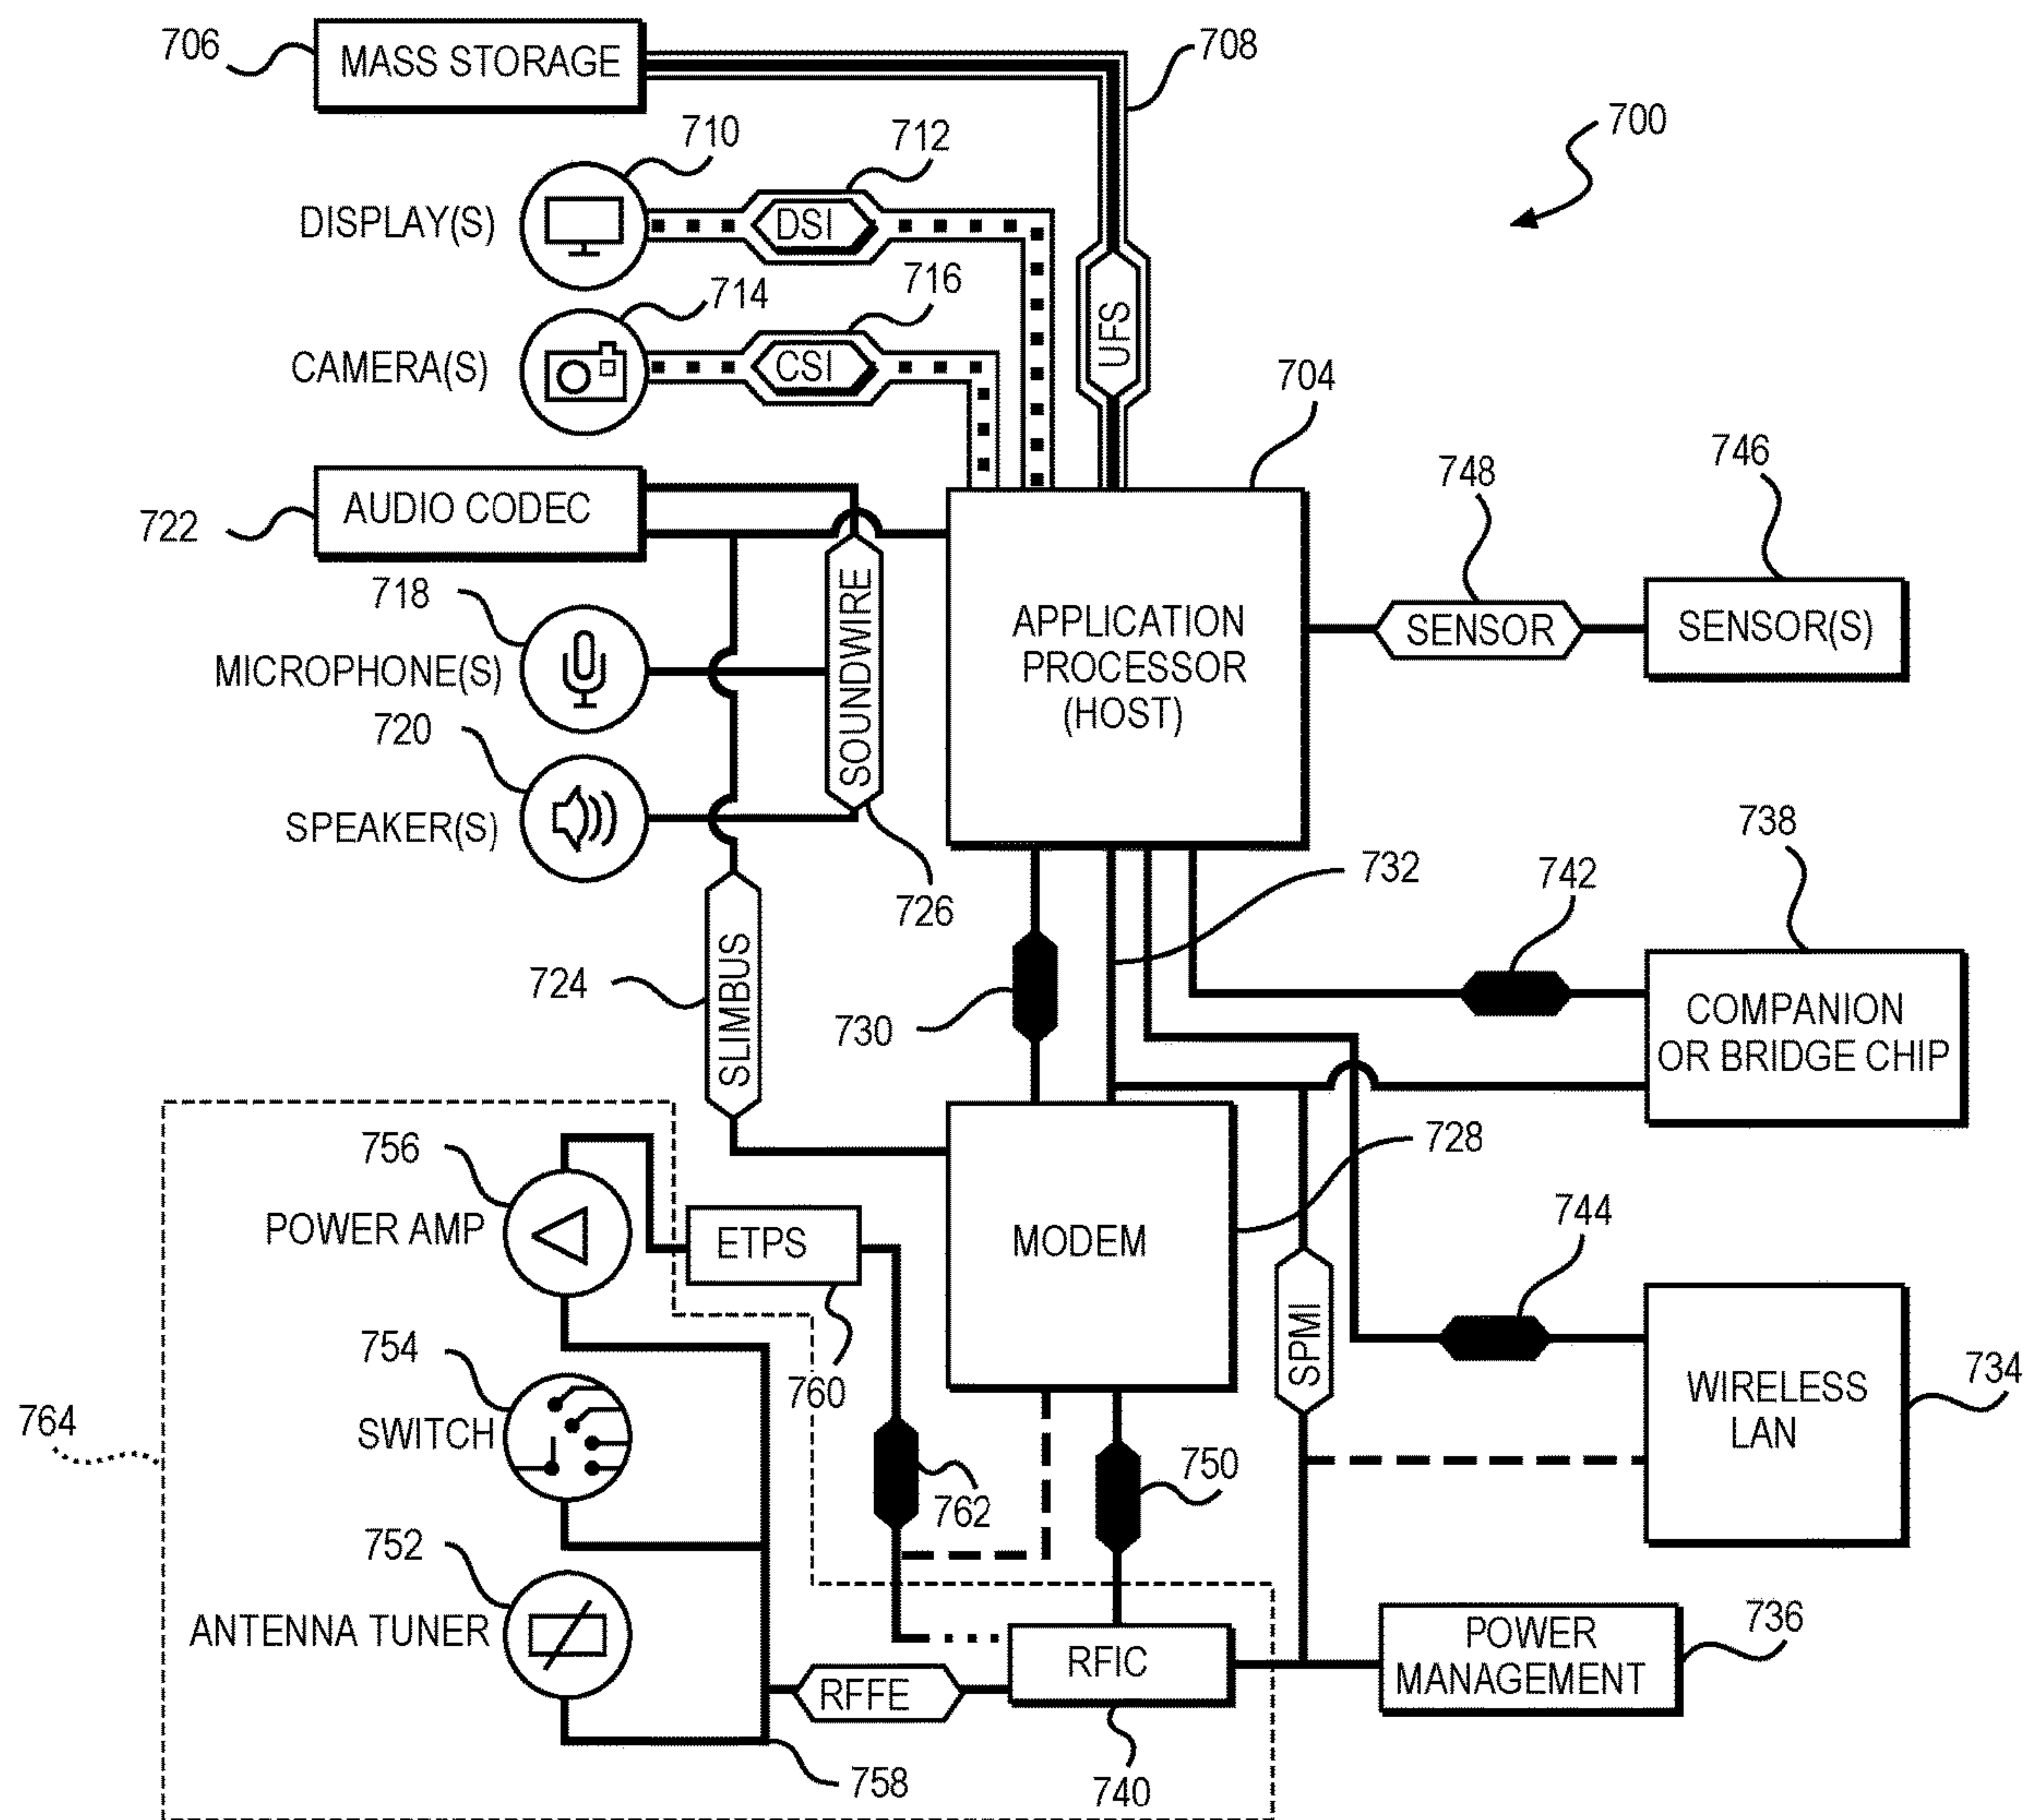 706
MASS STORAGE
708
700
710
712
DISPLAY(S)
DSI
714
716
CAMERA(S)
CSI
UFS
704
722
AUDIO CODEC
748
746
718
MICROPHONE(S)
SOUNDWIRE
APPLICATION
PROCESSOR
(HOST)
SENSOR
SENSOR(S)
720
SPEAKER(S)
726
732
742
738
724
SLIMBUS
730
COMPANION
OR BRIDGE CHIP
756
POWER AMP
ETPS
MODEM
728
744
754
SWITCH
760
SPMI
WIRELESS
LAN
734
764
762
750
752
ANTENNA TUNER
RFFE
RFIC
POWER
MANAGEMENT
736
758
740